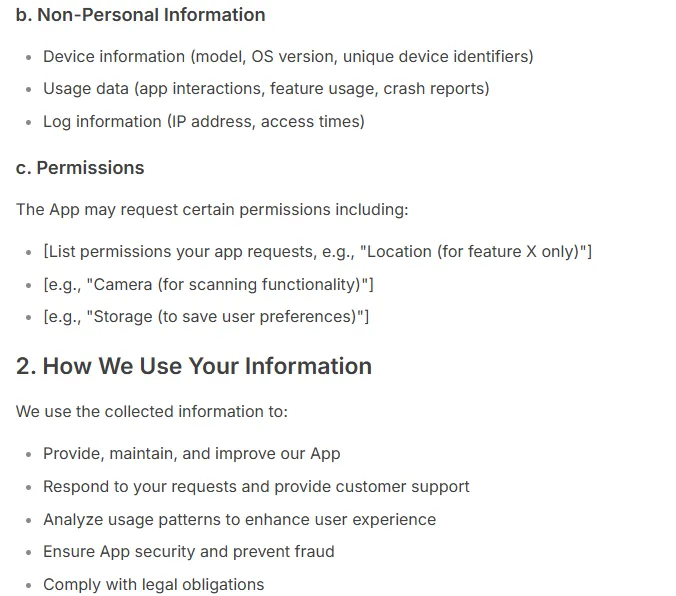 b. Non-Personal Information
• Device information (model, OS version, unique device identifiers)
• Usage data (app interactions, feature usage, crash reports)
• Log information (IP address, access times)
c. Permissions
The App may request certain permissions including:
• [List permissions your app requests, e.g., "Location (for feature X only)"]
• [e.g., "Camera (for scanning functionality)"]
• [e.g., "Storage (to save user preferences)"]
2. How We Use Your Information
We use the collected information to:
• Provide, maintain, and improve our App
• Respond to your requests and provide customer support
• Analyze usage patterns to enhance user experience
• Ensure App security and prevent fraud
• Comply with legal obligations